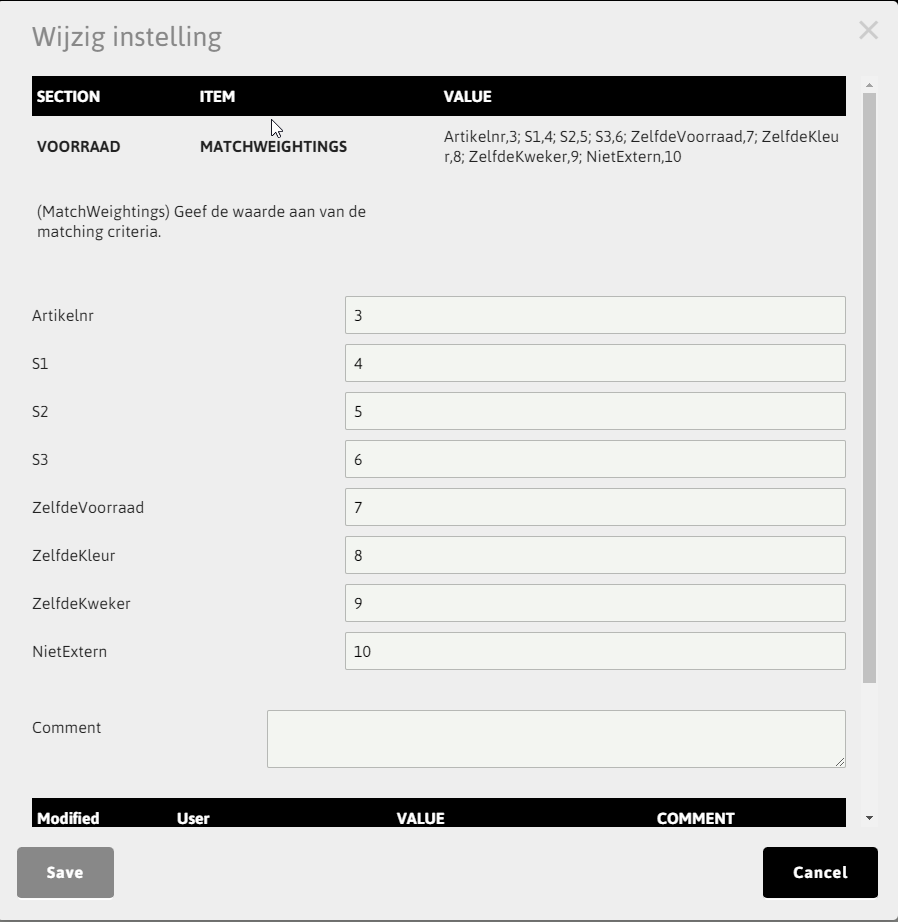 Wijzig instelling
SECTION ITEM VALUE
VOORRAAD MATCHWEIGHTINGS Artikelnr,3; S1,4; S2,5; S3,6; ZelfdeVoorraad,7; ZelfdeKleu
r,8; ZelfdeKweker,9; NietExtern,10
(MatchWeightings) Geef de waarde aan van de
matching criteria.
Artikelnr 3
S1 4
S2 5
S3 6
ZelfdeVoorraad 7
ZelfdeKleur 8
ZelfdeKweker 9
NietExtern 10
Comment
Modified User VALUE COMMENT
Save Cancel